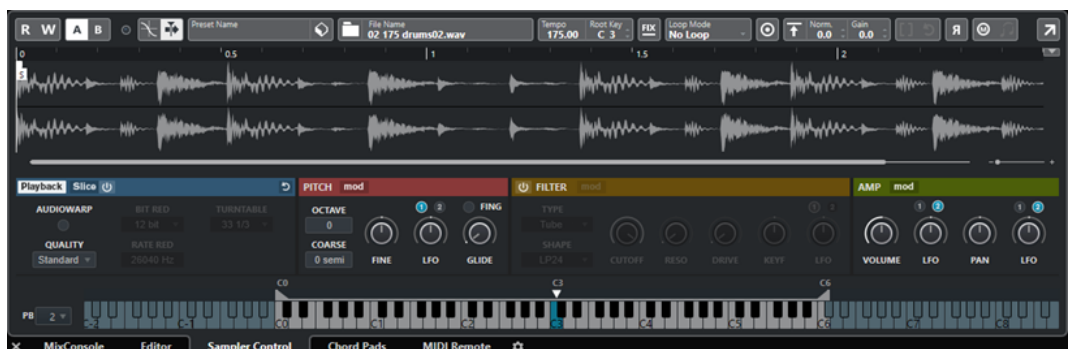 R W A B Preset Name File Name Tempo Root Key FIX Loop Mode Norm. Gain
02 175 drums02.wav 175.00 C 3 No Loop 0.0 0.0 R M
0 0.5 1 1.5 2
S
Playback Slice PITCH mod FILTER mod AMP mod
AUDIOWARP BIT RED TURNTABLE OCTAVE 1 2 FING TYPE 1 2 1 2 1 2
12 bit 33 1/3 0 Tube
QUALITY RATE RED COARSE SHAPE
Standard 26040 Hz 0 semi FINE LFO GLIDE LP24 CUTOFF RESO DRIVE KEYF LFO VOLUME LFO PAN LFO
C0 C3 C6
PB 2
C-2 C-1 C0 C1 C2 C3 C4 C5 C6 C7 C8
MixConsole Editor Sampler Control Chord Pads MIDI Remote